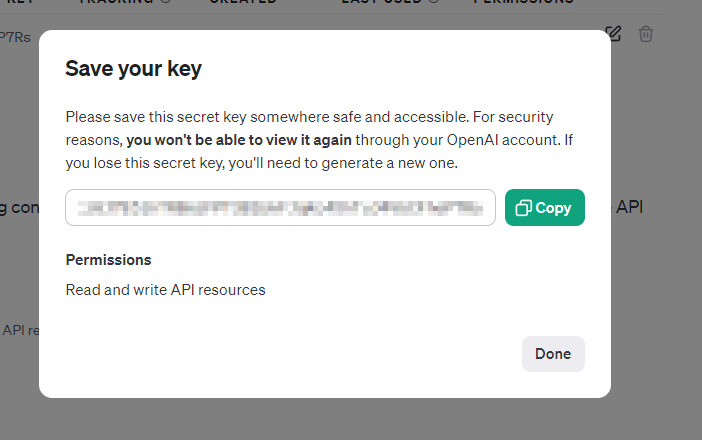 KEY TRACKING CREATED LAST USED PERMISSIONS
P7Rs
Save your key
Please save this secret key somewhere safe and accessible. For security
reasons, you won't be able to view it again through your OpenAI account. If
you lose this secret key, you'll need to generate a new one.
Copy
API
Permissions
Read and write API resources
API re
Done